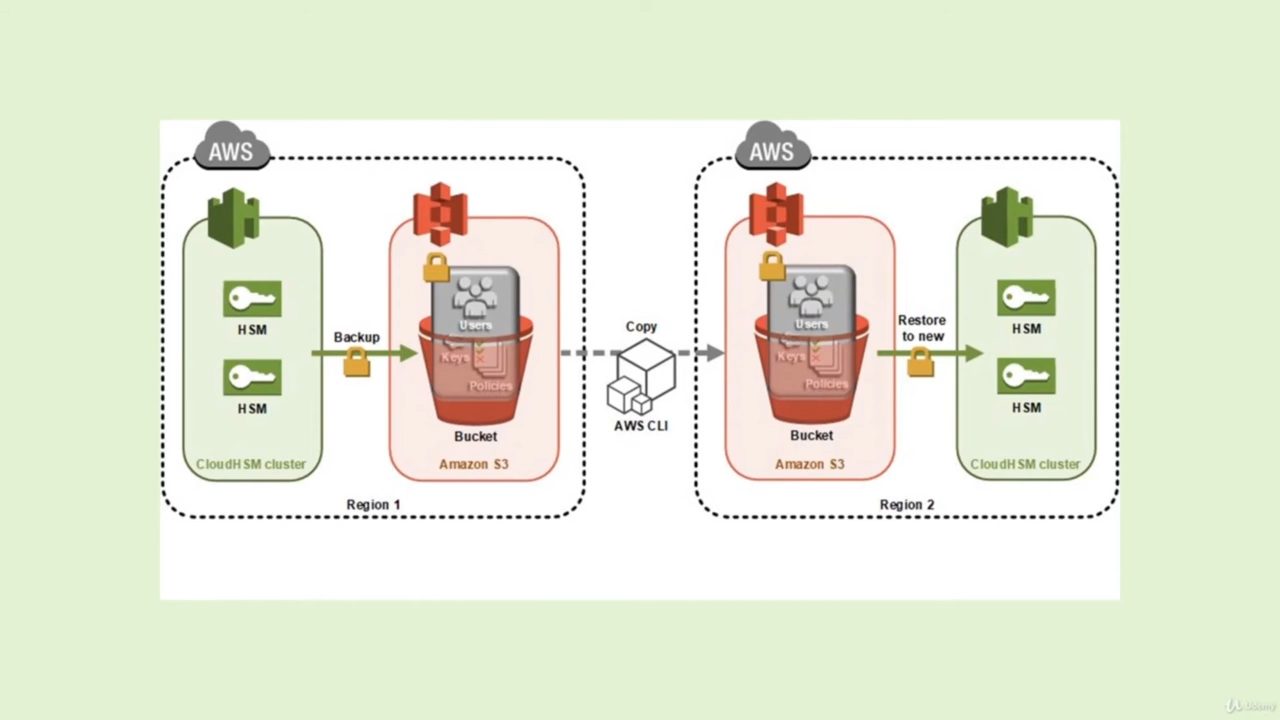 AWS
HSM
HSM
CloudHSM cluster
Backup
Users
Keys
Policies
Bucket
Amazon S3
Region 1
Copy
AWS CLI
AWS
Users
Keys
Policies
Bucket
Amazon S3
Restore
to new
HSM
HSM
CloudHSM cluster
Region 2
Udemy